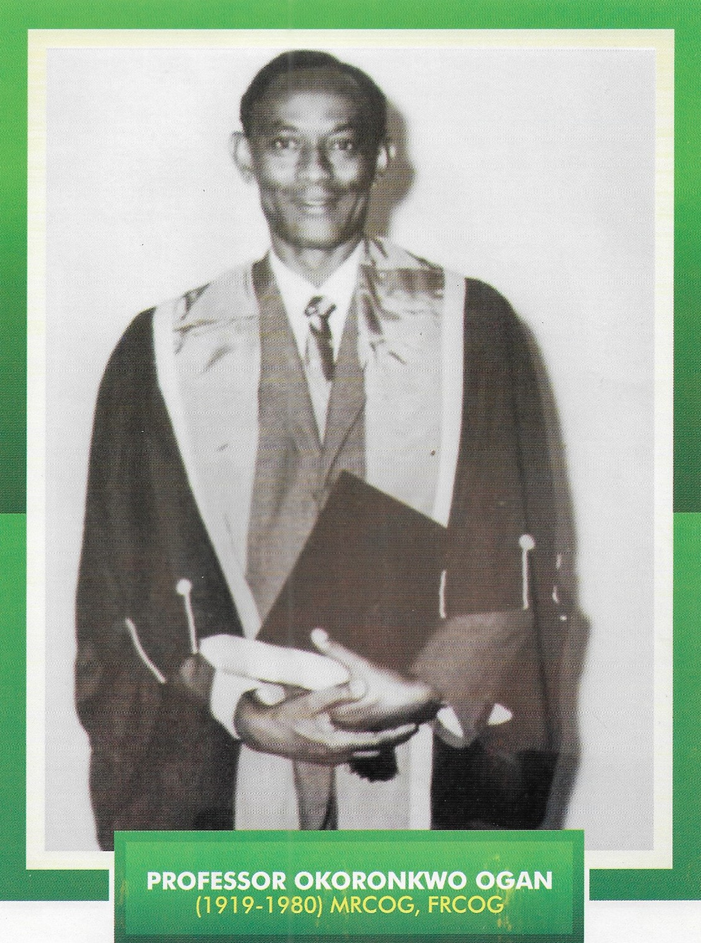 PROFESSOR OKORONKWO OGAN
(1919-1980) MRCOG, FRCOG